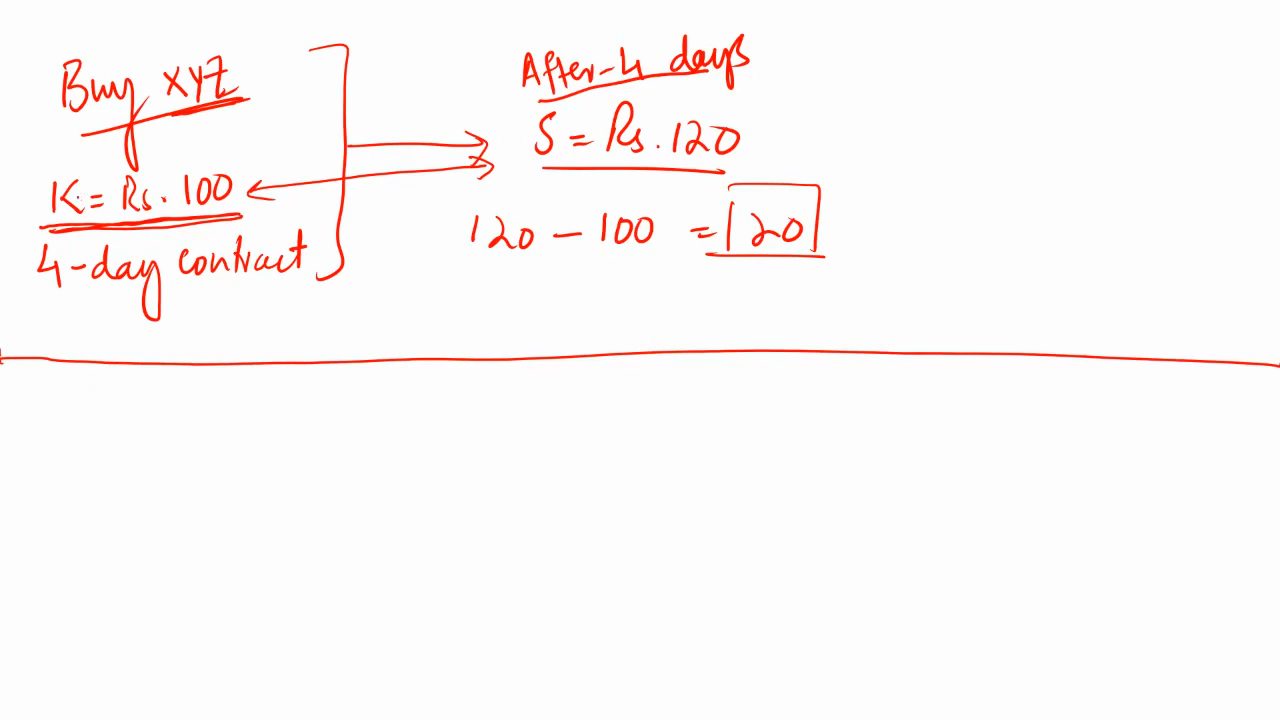 Buy XYZ
K = Rs. 100
4-day contract
After-4 days
S = Rs. 120
120 - 100 = 20